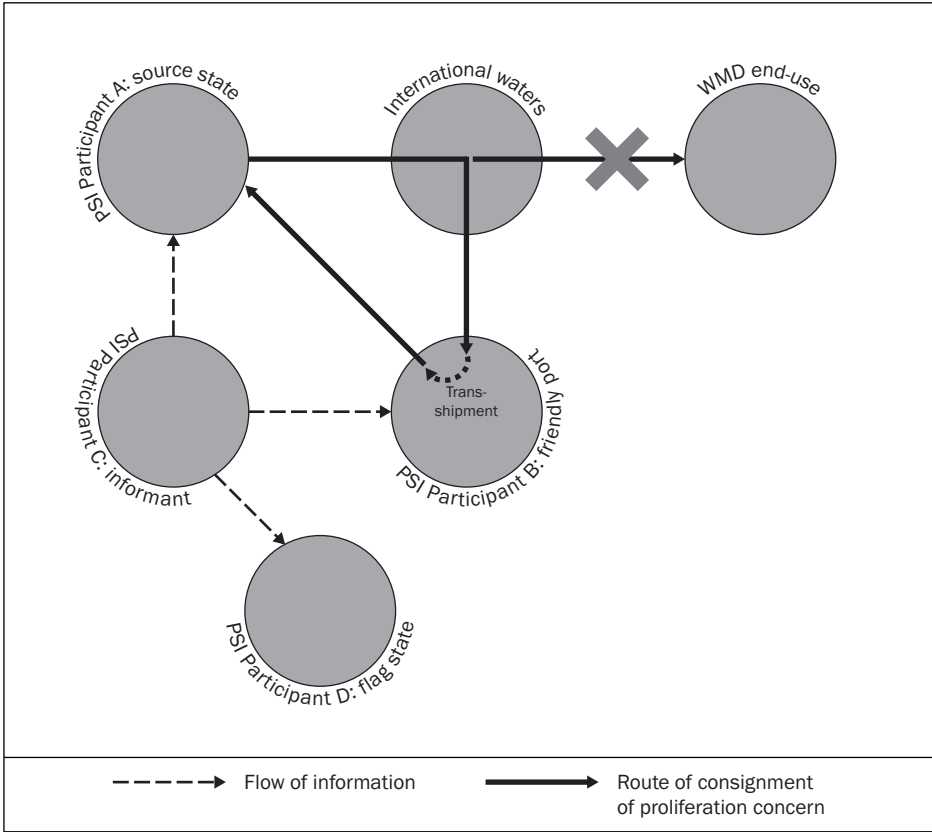 PSI Participant A: source state
International waters
WMD end-use
PSI Participant C: informant
Trans-
shipment
PSI Participant B: friendly port
PSI Participant D: flag state
Flow of information
Route of consignment
of proliferation concern